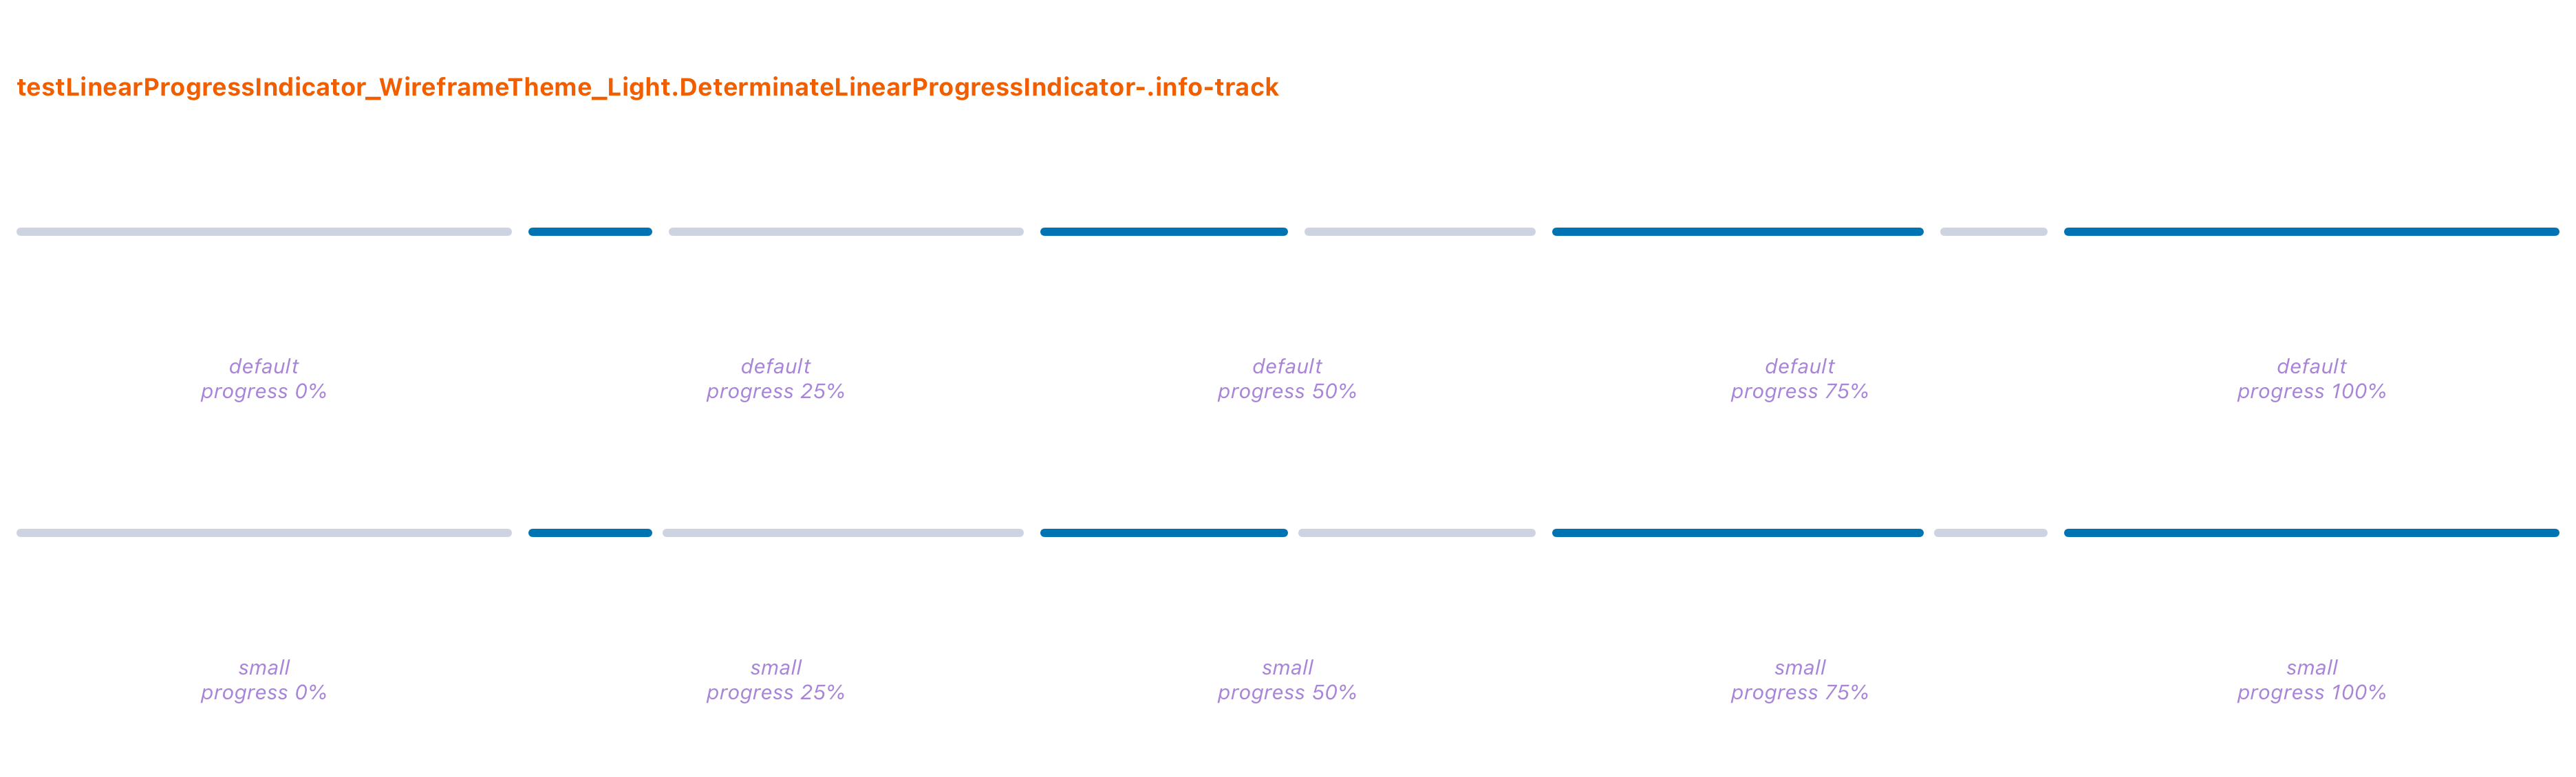 testLinearProgressIndicator_WireframeTheme_Light.DeterminateLinearProgressIndicator-.info-track
default
progress 0%
default
progress 25%
default
progress 50%
default
progress 75%
default
progress 100%
small
progress 0%
small
progress 25%
small
progress 50%
small
progress 75%
small
progress 100%